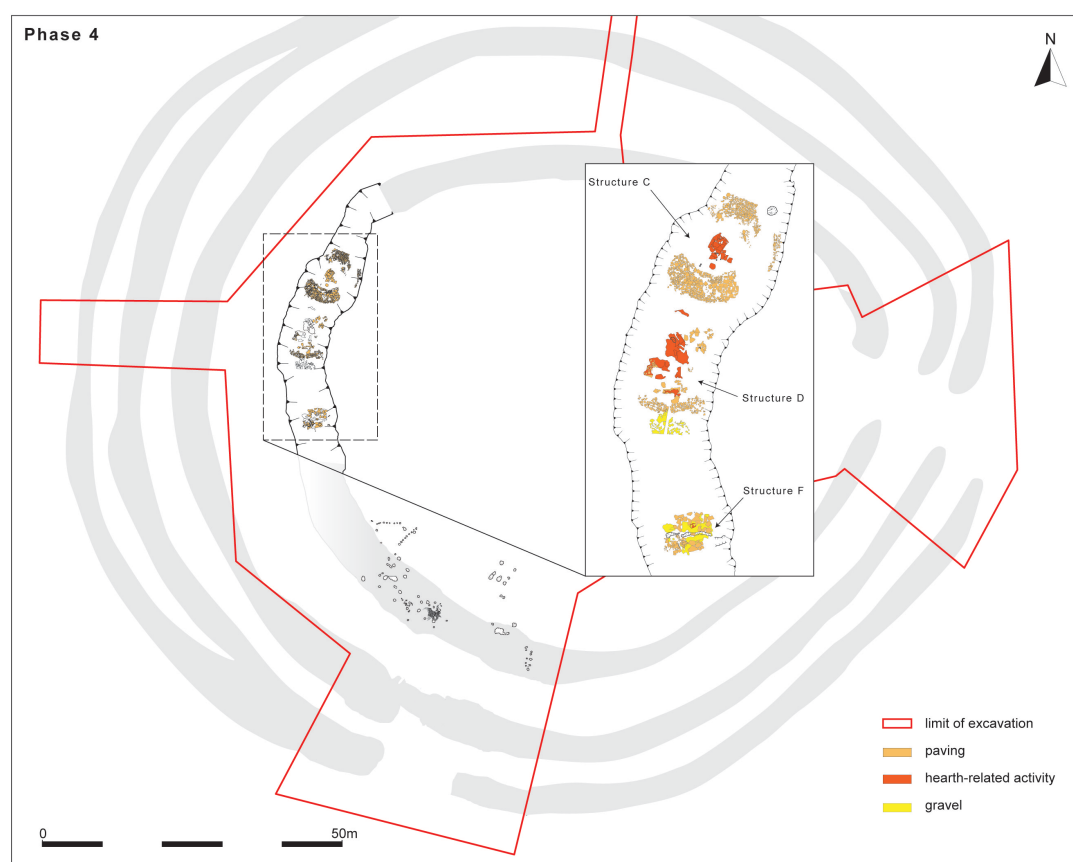 Phase 4
N
Structure C
Structure D
Structure F
limit of excavation
paving
hearth-related activity
gravel
0 50m